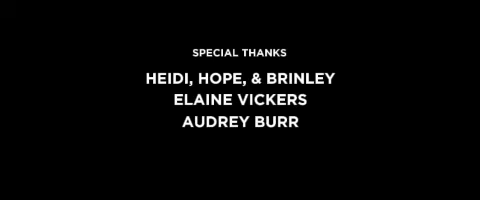 SPECIAL THANKS
HEIDI, HOPE, & BRINLEY
ELAINE VICKERS
AUDREY BURR